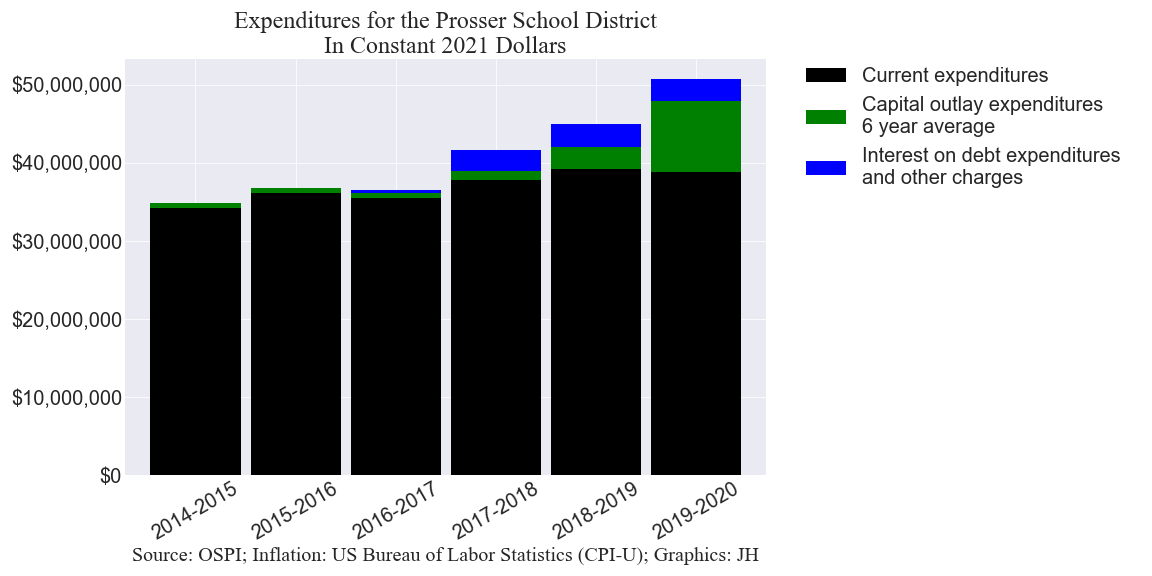 Expenditures for the Prosser School District
In Constant 2021 Dollars
$50,000,000
$40,000,000
$30,000,000
$20,000,000
$10,000,000
$0
2014-2015
2015-2016
2016-2017
2017-2018
2018-2019
2019-2020
Source: OSPI; Inflation: US Bureau of Labor Statistics (CPI-U); Graphics: JH
Current expenditures
Capital outlay expenditures
6 year average
Interest on debt expenditures
and other charges